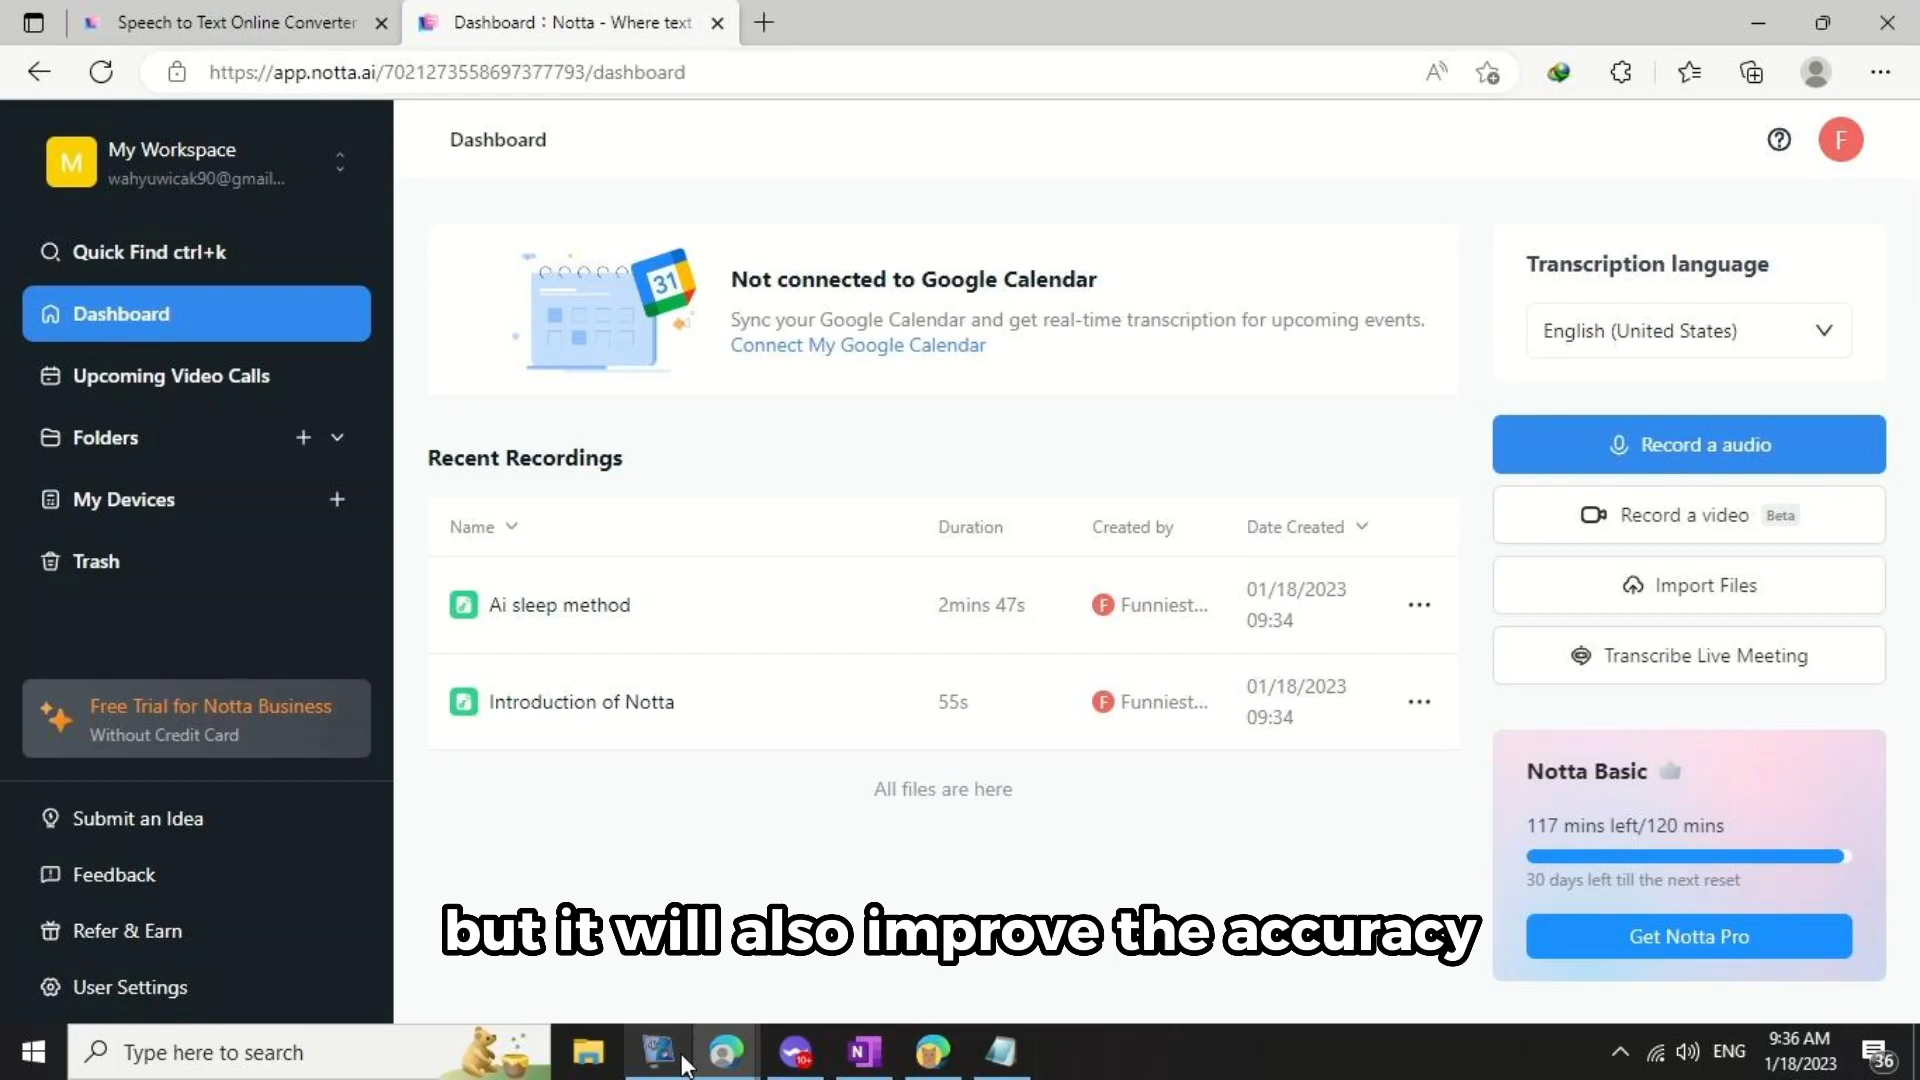 Speech to Text Online Converter
Dashboard : Notta - Where text
https://app.notta.ai/7021273558697377793/dashboard
M
My Workspace
wahyuwicak90@gmail...
Quick Find ctrl+k
Dashboard
Upcoming Video Calls
Folders
My Devices
Trash
Free Trial for Notta Business
Without Credit Card
Submit an Idea
Feedback
Refer & Earn
User Settings
Dashboard
F
31
Not connected to Google Calendar
Sync your Google Calendar and get real-time transcription for upcoming events.
Connect My Google Calendar
Recent Recordings
Name Duration Created by Date Created
Ai sleep method 2mins 47s F Funniest... 01/18/2023
09:34
Introduction of Notta 55s F Funniest... 01/18/2023
09:34
All files are here
Transcription language
English (United States)
Record a audio
Record a video Beta
Import Files
Transcribe Live Meeting
Notta Basic
117 mins left/120 mins
30 days left till the next reset
Get Notta Pro
but it will also improve the accuracy
Type here to search
10+
N
ENG
9:36 AM
1/18/2023
36